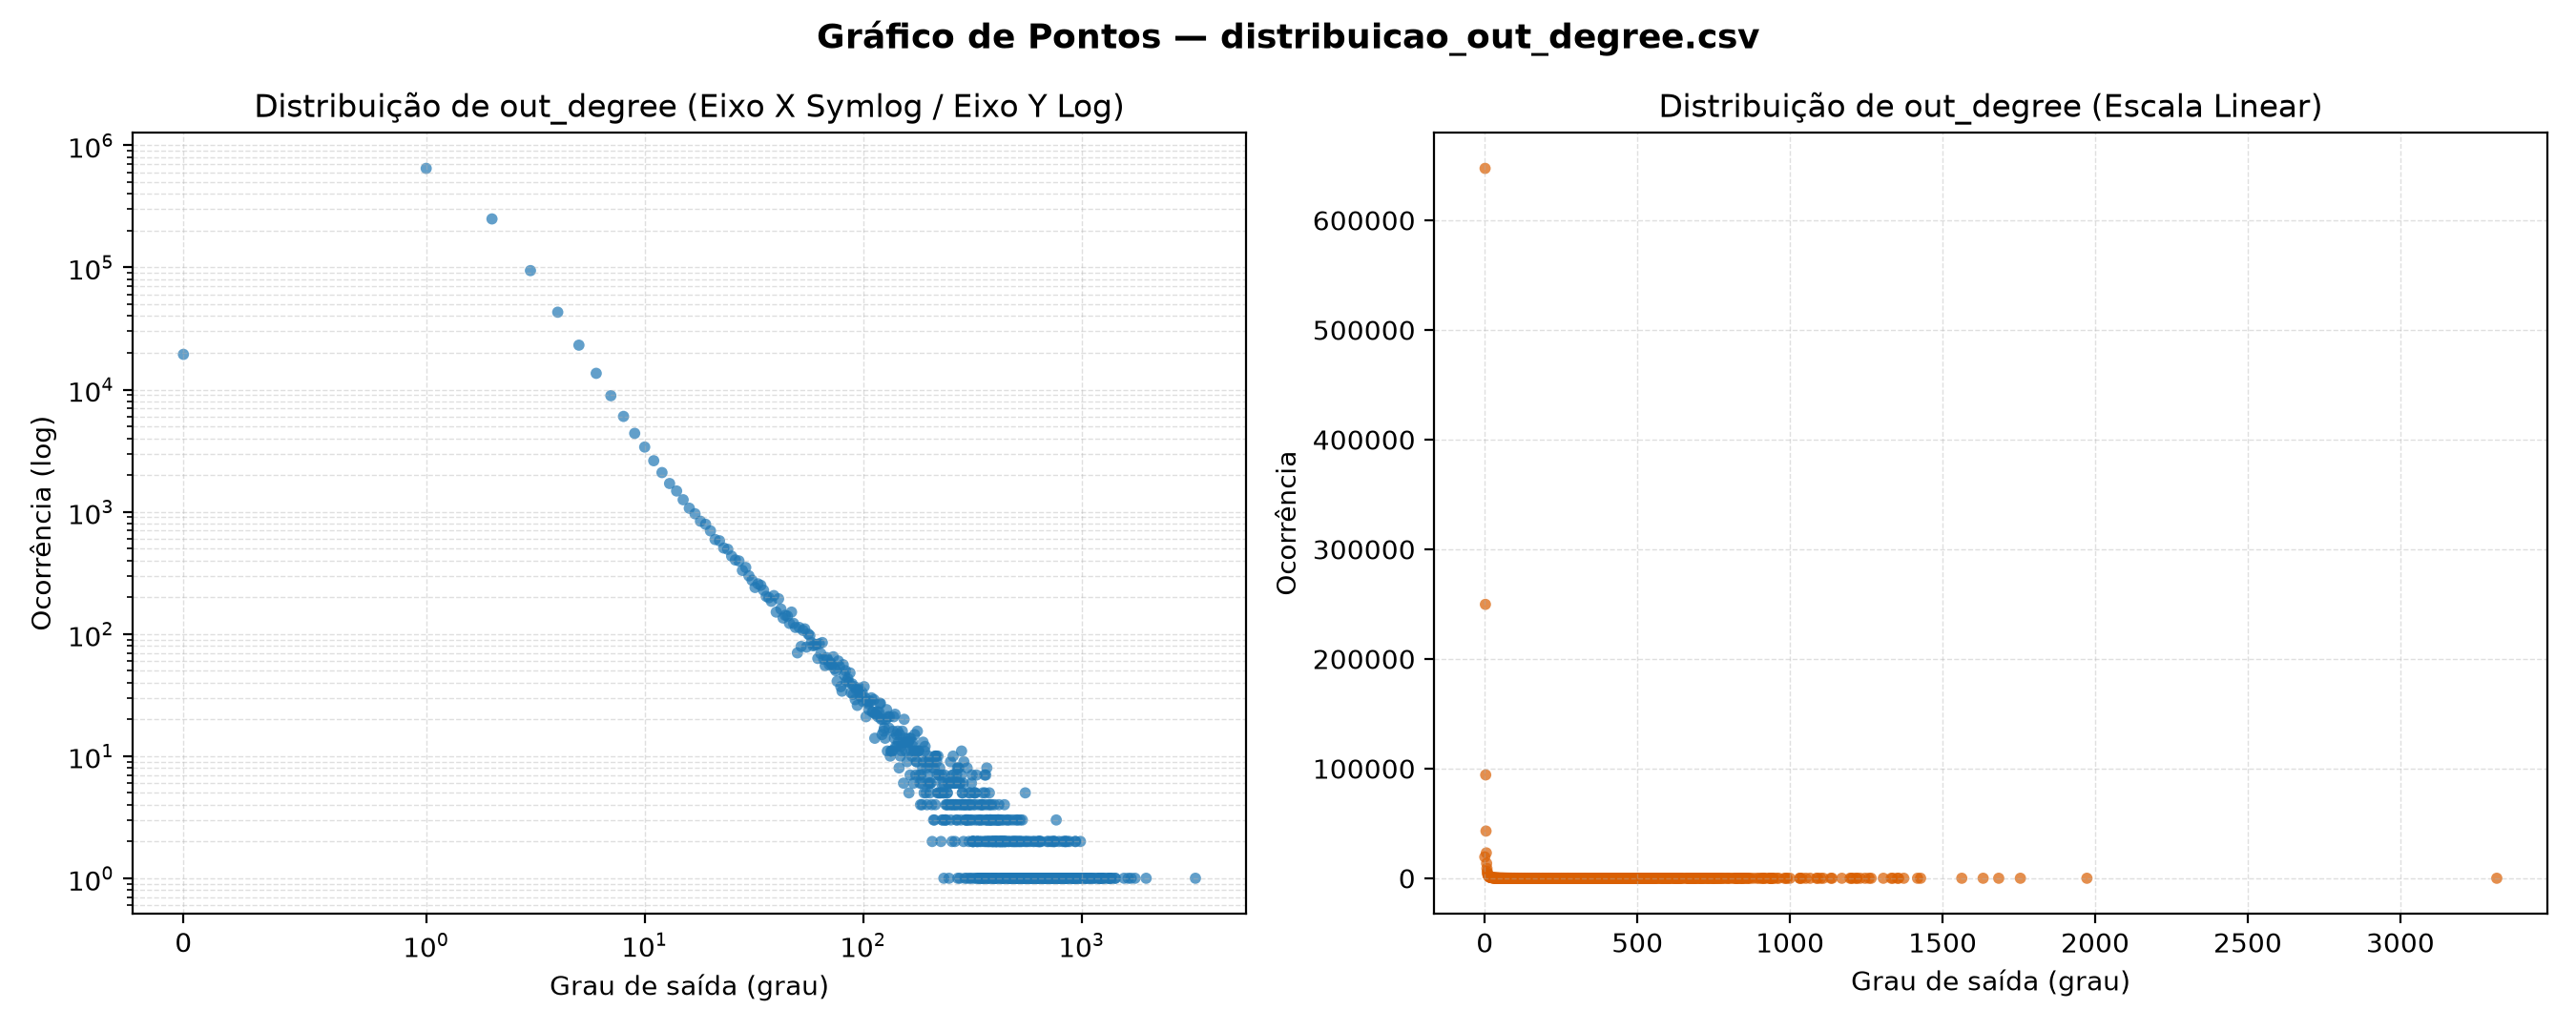 Gráfico de Pontos — distribuicao_out_degree.csv
Distribuição de out_degree (Eixo X Symlog / Eixo Y Log)
Ocorrência (log)
10⁶
10⁵
10⁴
10³
10²
10¹
10⁰
0 10⁰ 10¹ 10² 10³
Grau de saída (grau)
Distribuição de out_degree (Escala Linear)
Ocorrência
600000
500000
400000
300000
200000
100000
0
0 500 1000 1500 2000 2500 3000
Grau de saída (grau)